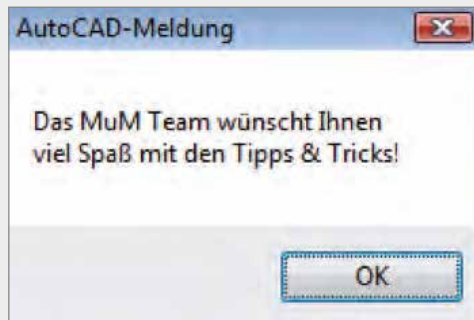 AutoCAD-Meldung
Das MuM Team wünscht Ihnen
viel Spaß mit den Tipps & Tricks!
OK